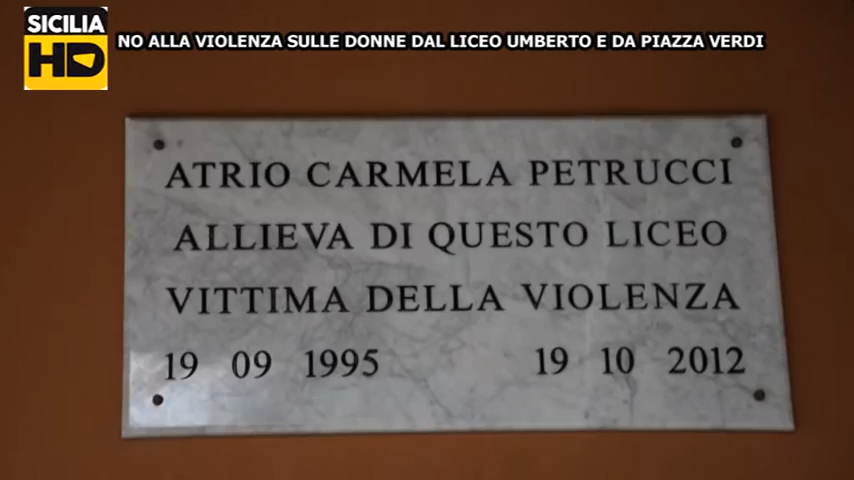 SICILIA
HD
NO ALLA VIOLENZA SULLE DONNE DAL LICEO UMBERTO E DA PIAZZA VERDI
ATRIO CARMELA PETRUCCI
ALLIEVA DI QUESTO LICEO
VITTIMA DELLA VIOLENZA
19 09 1995 19 10 2012